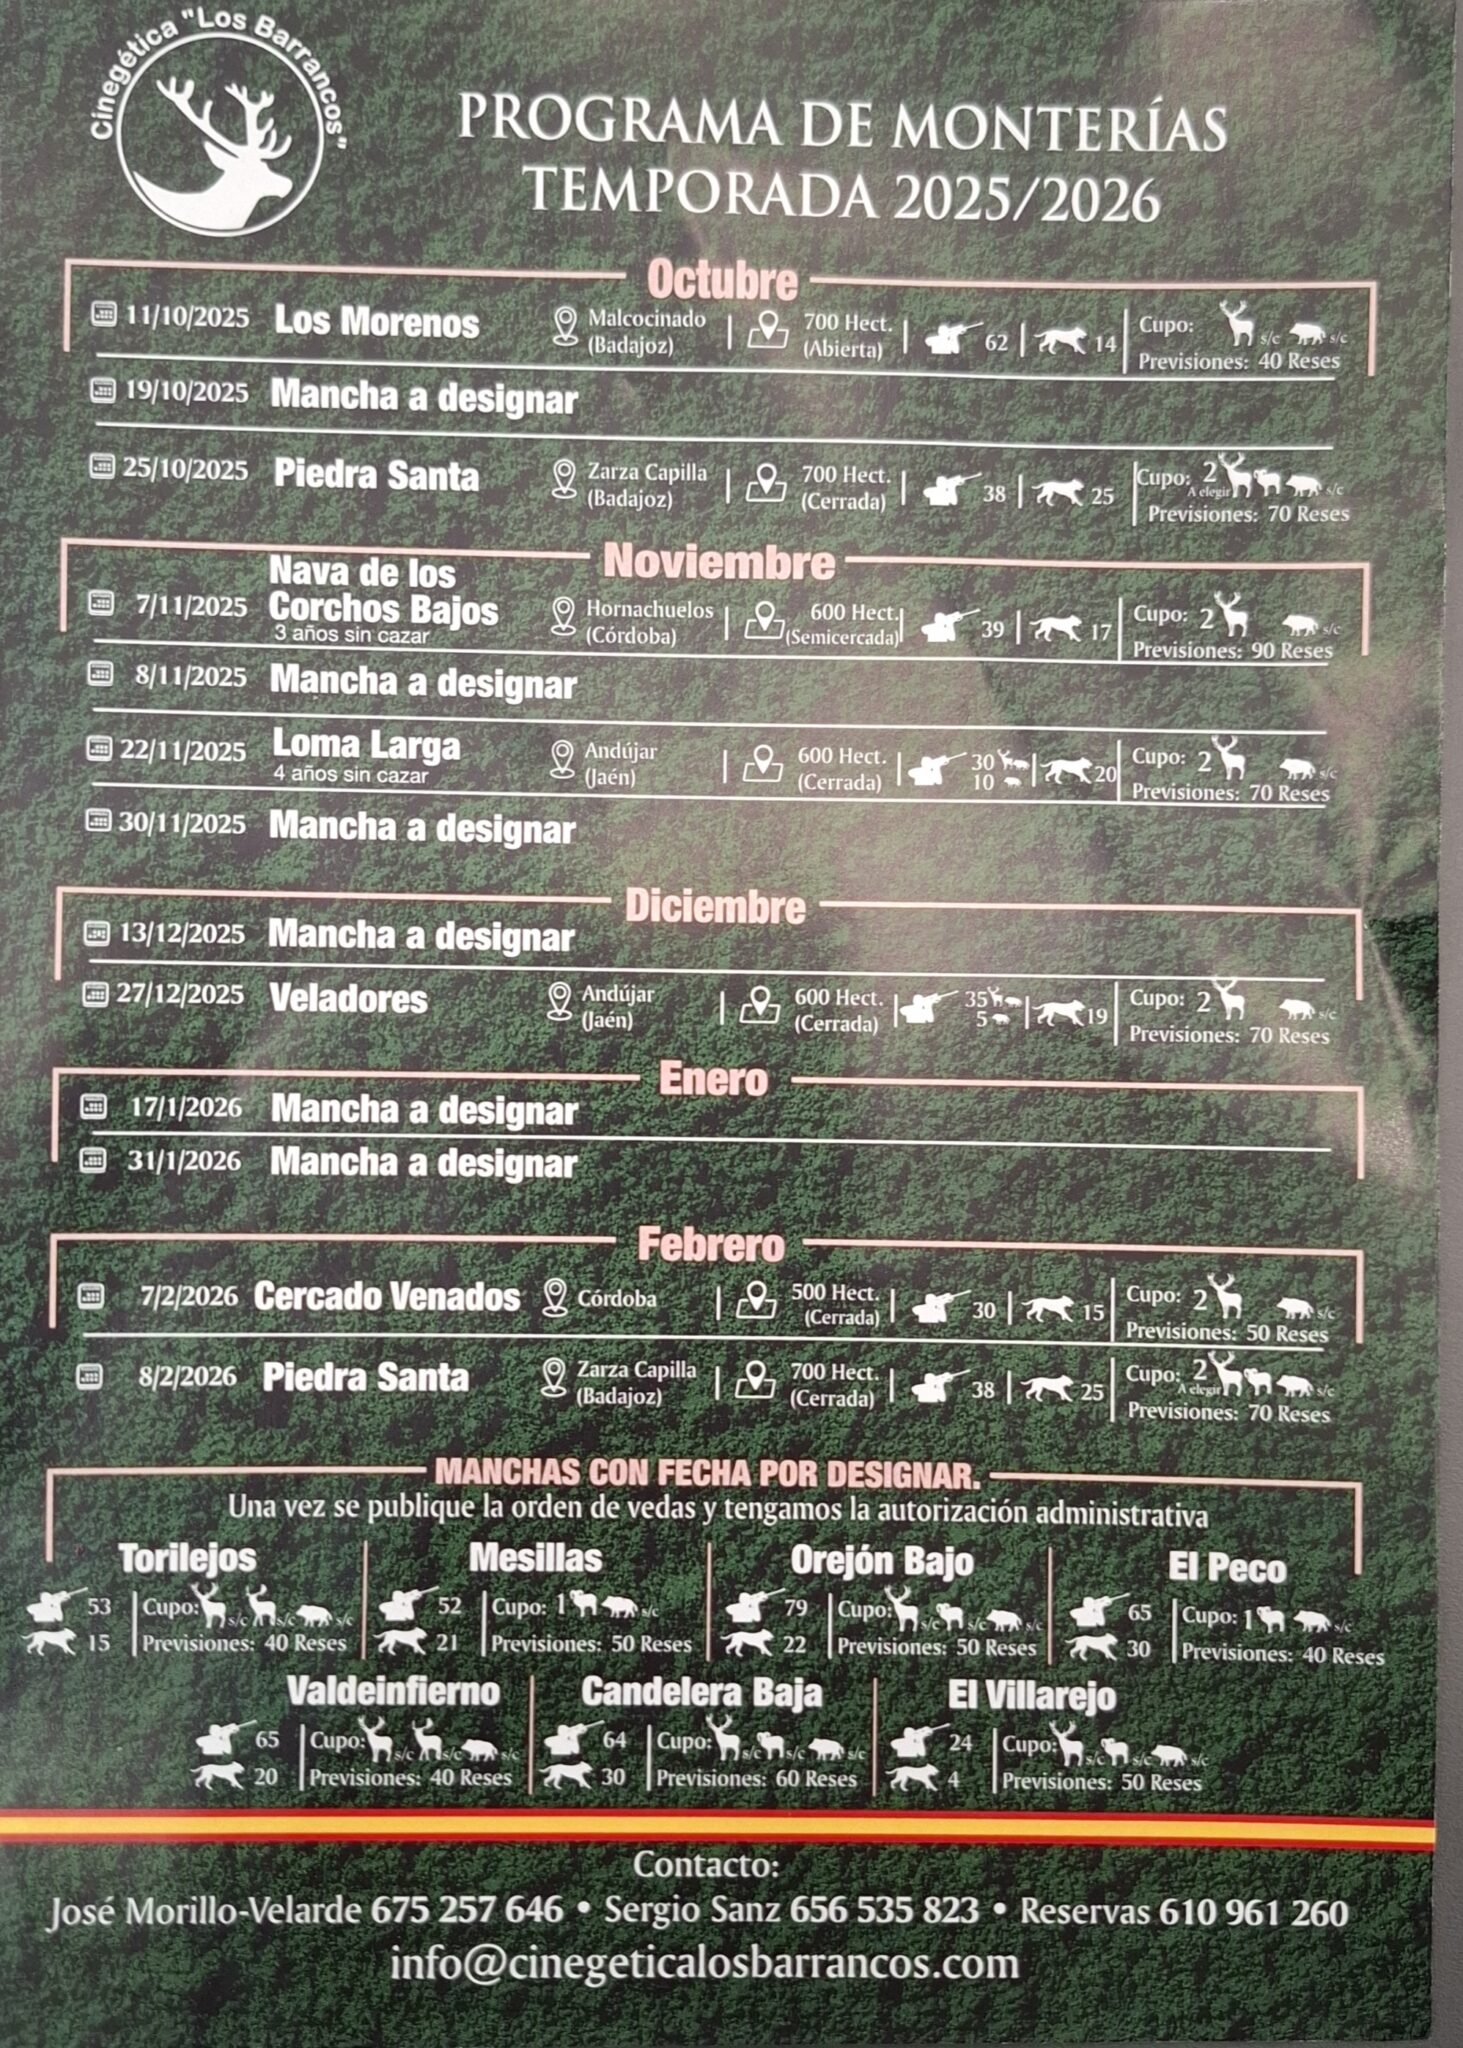 Cinegética "Los Barrancos"
PROGRAMA DE MONTERÍAS
TEMPORADA 2025/2026
Octubre
11/10/2025 Los Morenos Malcocinado (Badajoz) 700 Hect. (Abierta) 62 14 Cupo: s/c s/c
Previsiones: 40 Reses
19/10/2025 Mancha a designar
25/10/2025 Piedra Santa Zarza Capilla (Badajoz) 700 Hect. (Cerrada) 38 25 Cupo: 2 A elegir s/c
Previsiones: 70 Reses
Noviembre
7/11/2025 Nava de los Corchos Bajos Hornachuelos (Córdoba) 600 Hect. (Semicercada) 39 17 Cupo: 2 s/c
3 años sin cazar
Previsiones: 90 Reses
8/11/2025 Mancha a designar
22/11/2025 Loma Larga Andújar (Jaén) 600 Hect. (Cerrada) 30 10 20 Cupo: 2 s/c
4 años sin cazar
Previsiones: 70 Reses
30/11/2025 Mancha a designar
Diciembre
13/12/2025 Mancha a designar
27/12/2025 Veladores Andújar (Jaén) 600 Hect. (Cerrada) 35 5 19 Cupo: 2 s/c
Previsiones: 70 Reses
Enero
17/1/2026 Mancha a designar
31/1/2026 Mancha a designar
Febrero
7/2/2026 Cercado Venados Córdoba 500 Hect. (Cerrada) 30 15 Cupo: 2 s/c
Previsiones: 50 Reses
8/2/2026 Piedra Santa Zarza Capilla (Badajoz) 700 Hect. (Cerrada) 38 25 Cupo: 2 A elegir s/c
Previsiones: 70 Reses
MANCHAS CON FECHA POR DESIGNAR.
Una vez se publique la orden de vedas y tengamos la autorización administrativa
Torilejos
53 Cupo: s/c s/c s/c
15 Previsiones: 40 Reses
Mesillas
52 Cupo: 1 s/c
21 Previsiones: 50 Reses
Orejón Bajo
79 Cupo: s/c s/c s/c
22 Previsiones: 50 Reses
El Peco
65 Cupo: 1 s/c
30 Previsiones: 40 Reses
Valdeinfierno
65 Cupo: s/c s/c s/c
20 Previsiones: 40 Reses
Candelera Baja
64 Cupo: s/c s/c s/c
30 Previsiones: 60 Reses
El Villarejo
24 Cupo: s/c s/c s/c
4 Previsiones: 50 Reses
Contacto:
José Morillo-Velarde 675 257 646 • Sergio Sanz 656 535 823 • Reservas 610 961 260
info@cinegeticalosbarrancos.com